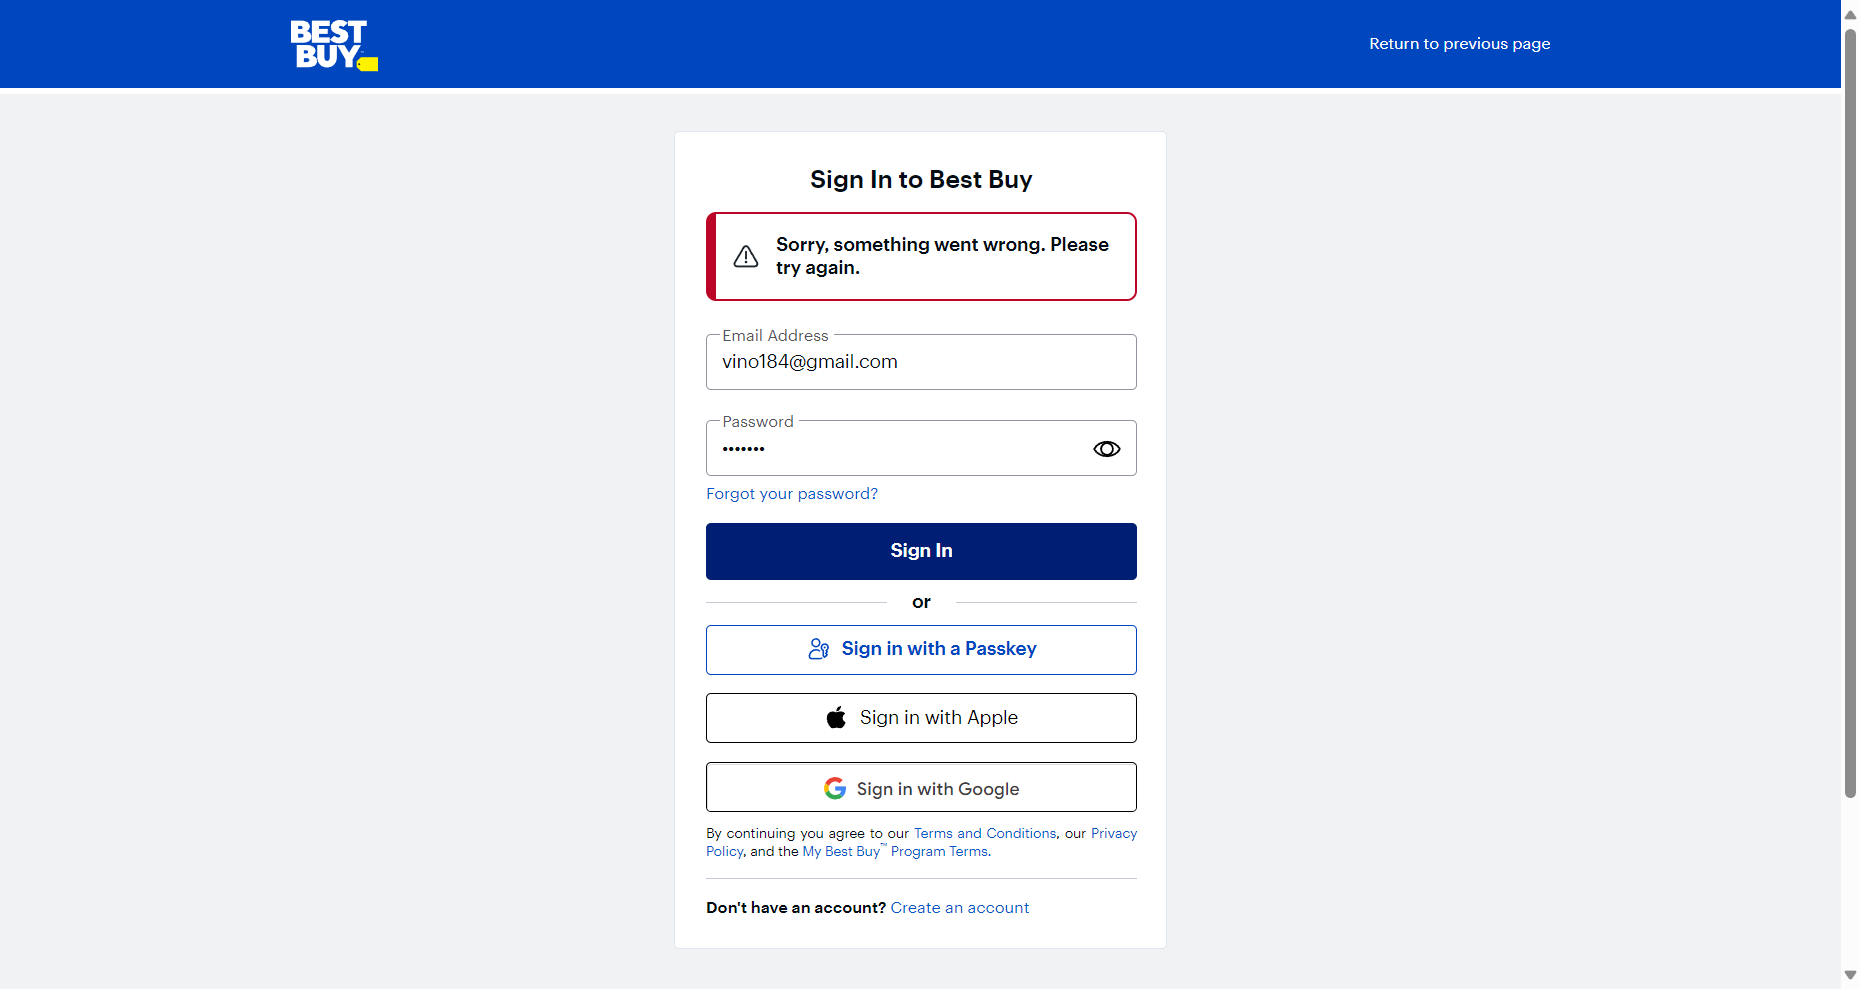 BEST
BUY
Return to previous page
Sign In to Best Buy
Sorry, something went wrong. Please
try again.
Email Address
vino184@gmail.com
Password
•••••••
Forgot your password?
Sign In
or
Sign in with a Passkey
Sign in with Apple
Sign in with Google
By continuing you agree to our Terms and Conditions, our Privacy
Policy, and the My Best Buy™ Program Terms.
Don't have an account? Create an account